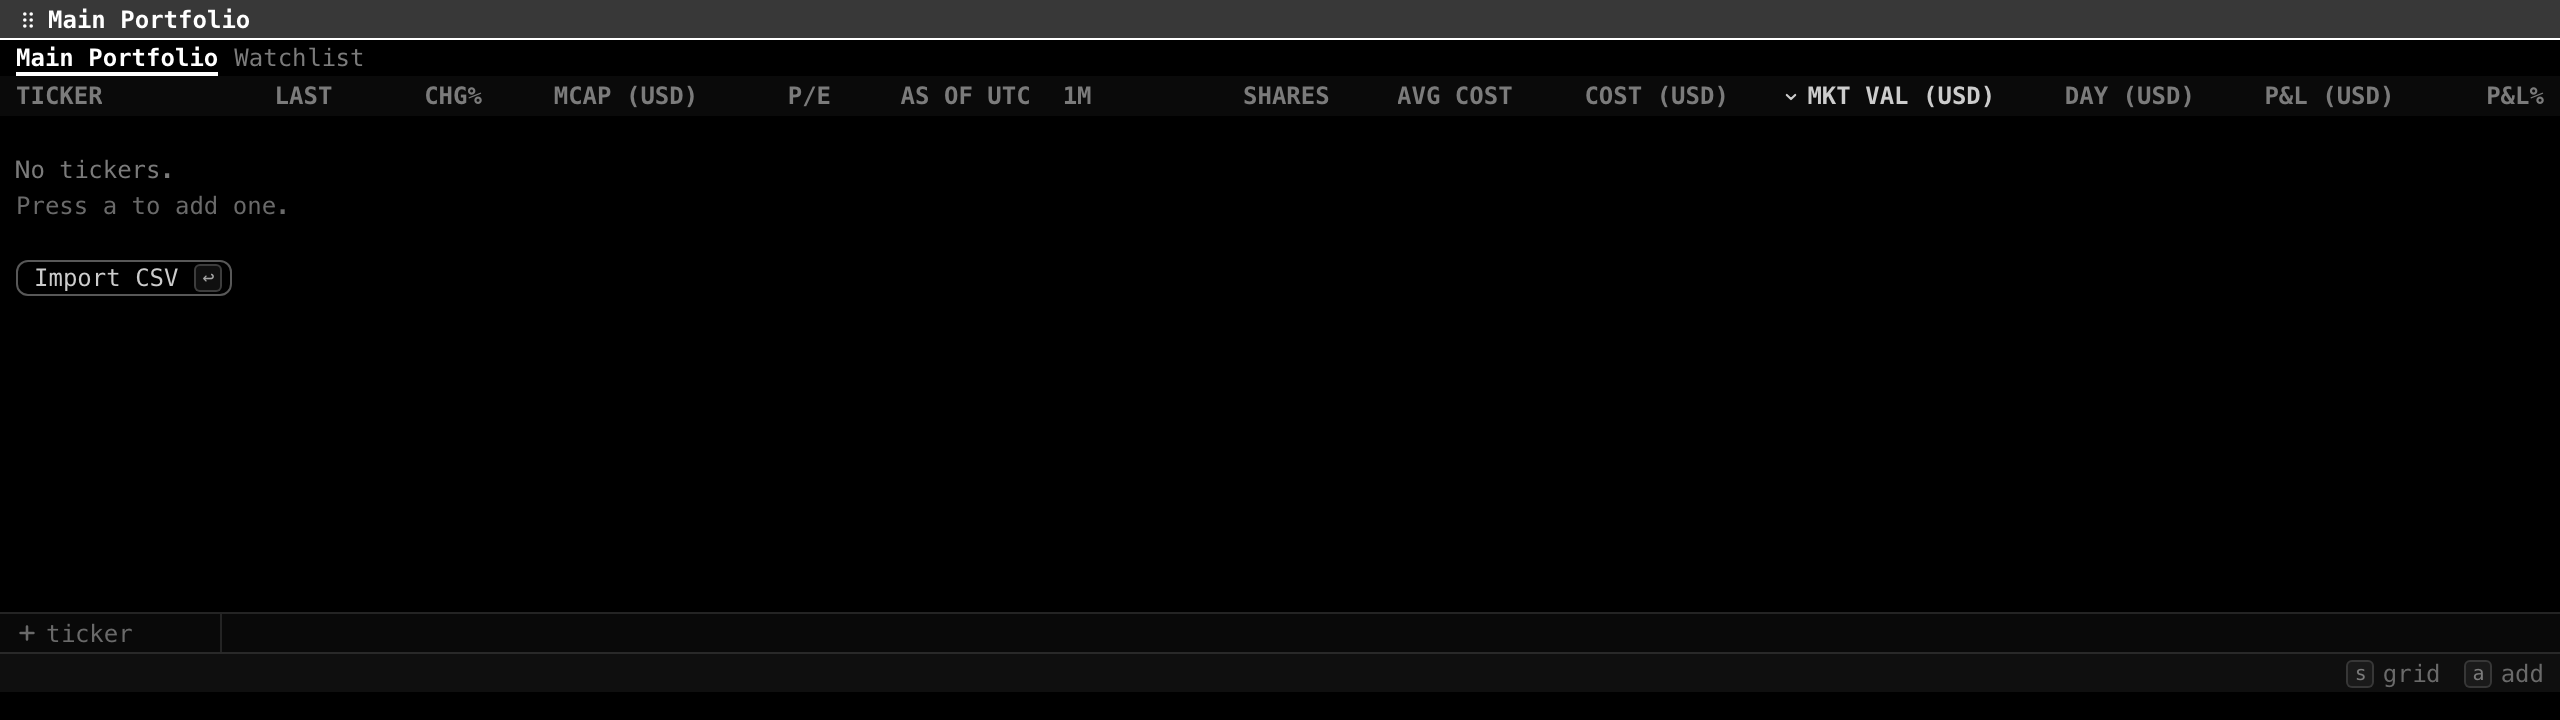 Main Portfolio
Main Portfolio Watchlist
TICKER LAST CHG% MCAP (USD) P/E AS OF UTC 1M SHARES AVG COST COST (USD) MKT VAL (USD) DAY (USD) P&L (USD) P&L%
No tickers.
Press a to add one.
Import CSV ↩
+ ticker
s grid a add